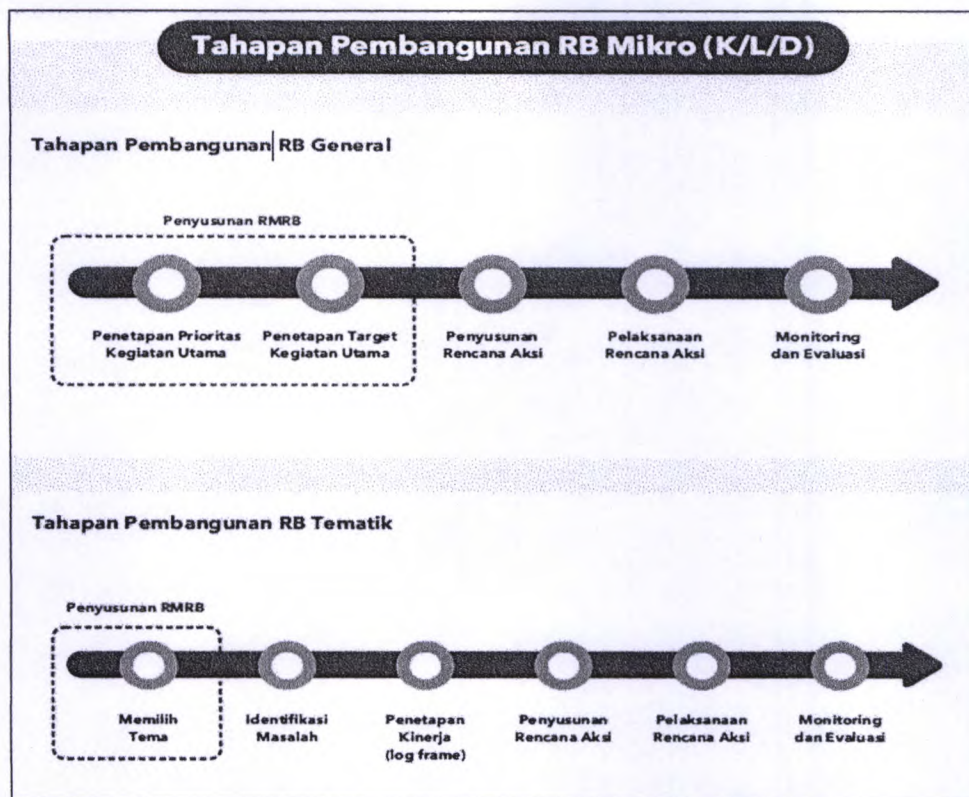 Tahapan Pembangunan RB Mikro (K/L/D)
Tahapan Pembangunan RB General
Penyusunan RMRB
Penetapan Prioritas
Kegiatan Utama
Penetapan Target
Kegiatan Utama
Penyusunan
Rencana Aksi
Pelaksanaan
Rencana Aksi
Monitoring
dan Evaluasi
Tahapan Pembangunan RB Tematik
Penyusunan RMRB
Memilih
Tema
Identifikasi
Masalah
Penetapan
Kinerja
(log frame)
Penyusunan
Rencana Aksi
Pelaksanaan
Rencana Aksi
Monitoring
dan Evaluasi